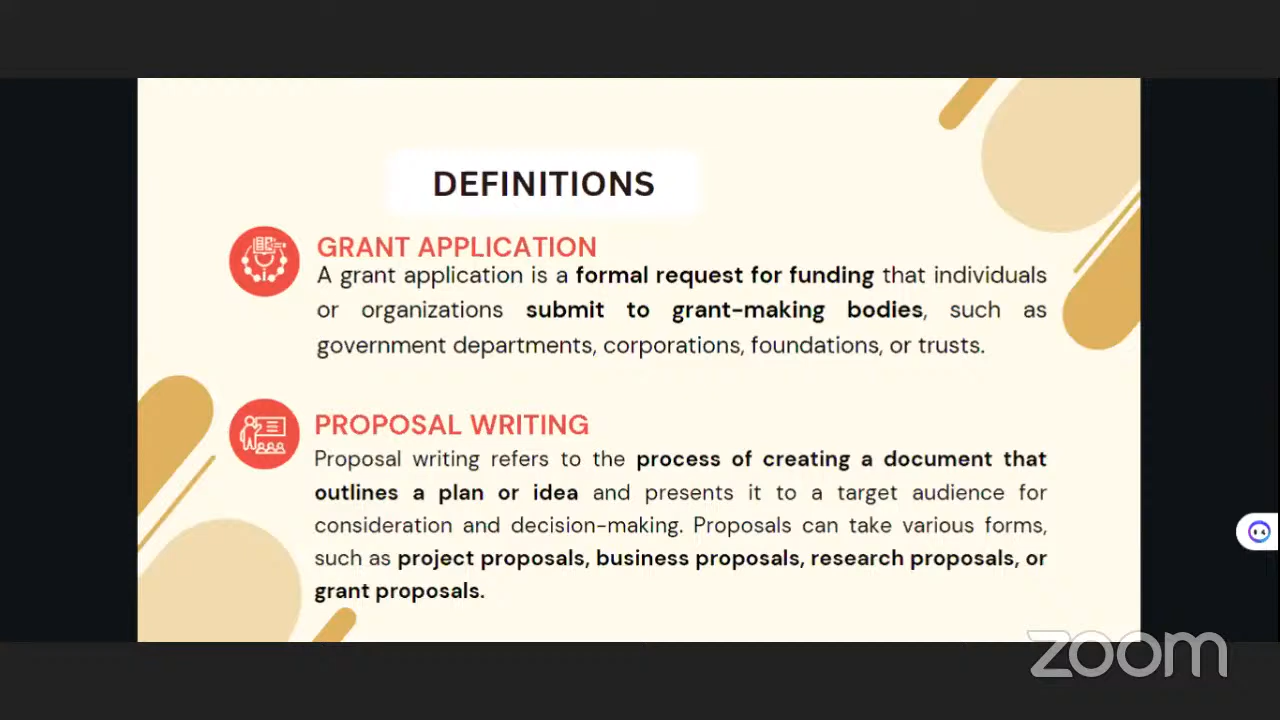 DEFINITIONS
GRANT APPLICATION
A grant application is a formal request for funding that individuals
or organizations submit to grant-making bodies, such as
government departments, corporations, foundations, or trusts.
PROPOSAL WRITING
Proposal writing refers to the process of creating a document that
outlines a plan or idea and presents it to a target audience for
consideration and decision-making. Proposals can take various forms,
such as project proposals, business proposals, research proposals, or
grant proposals.
zoom